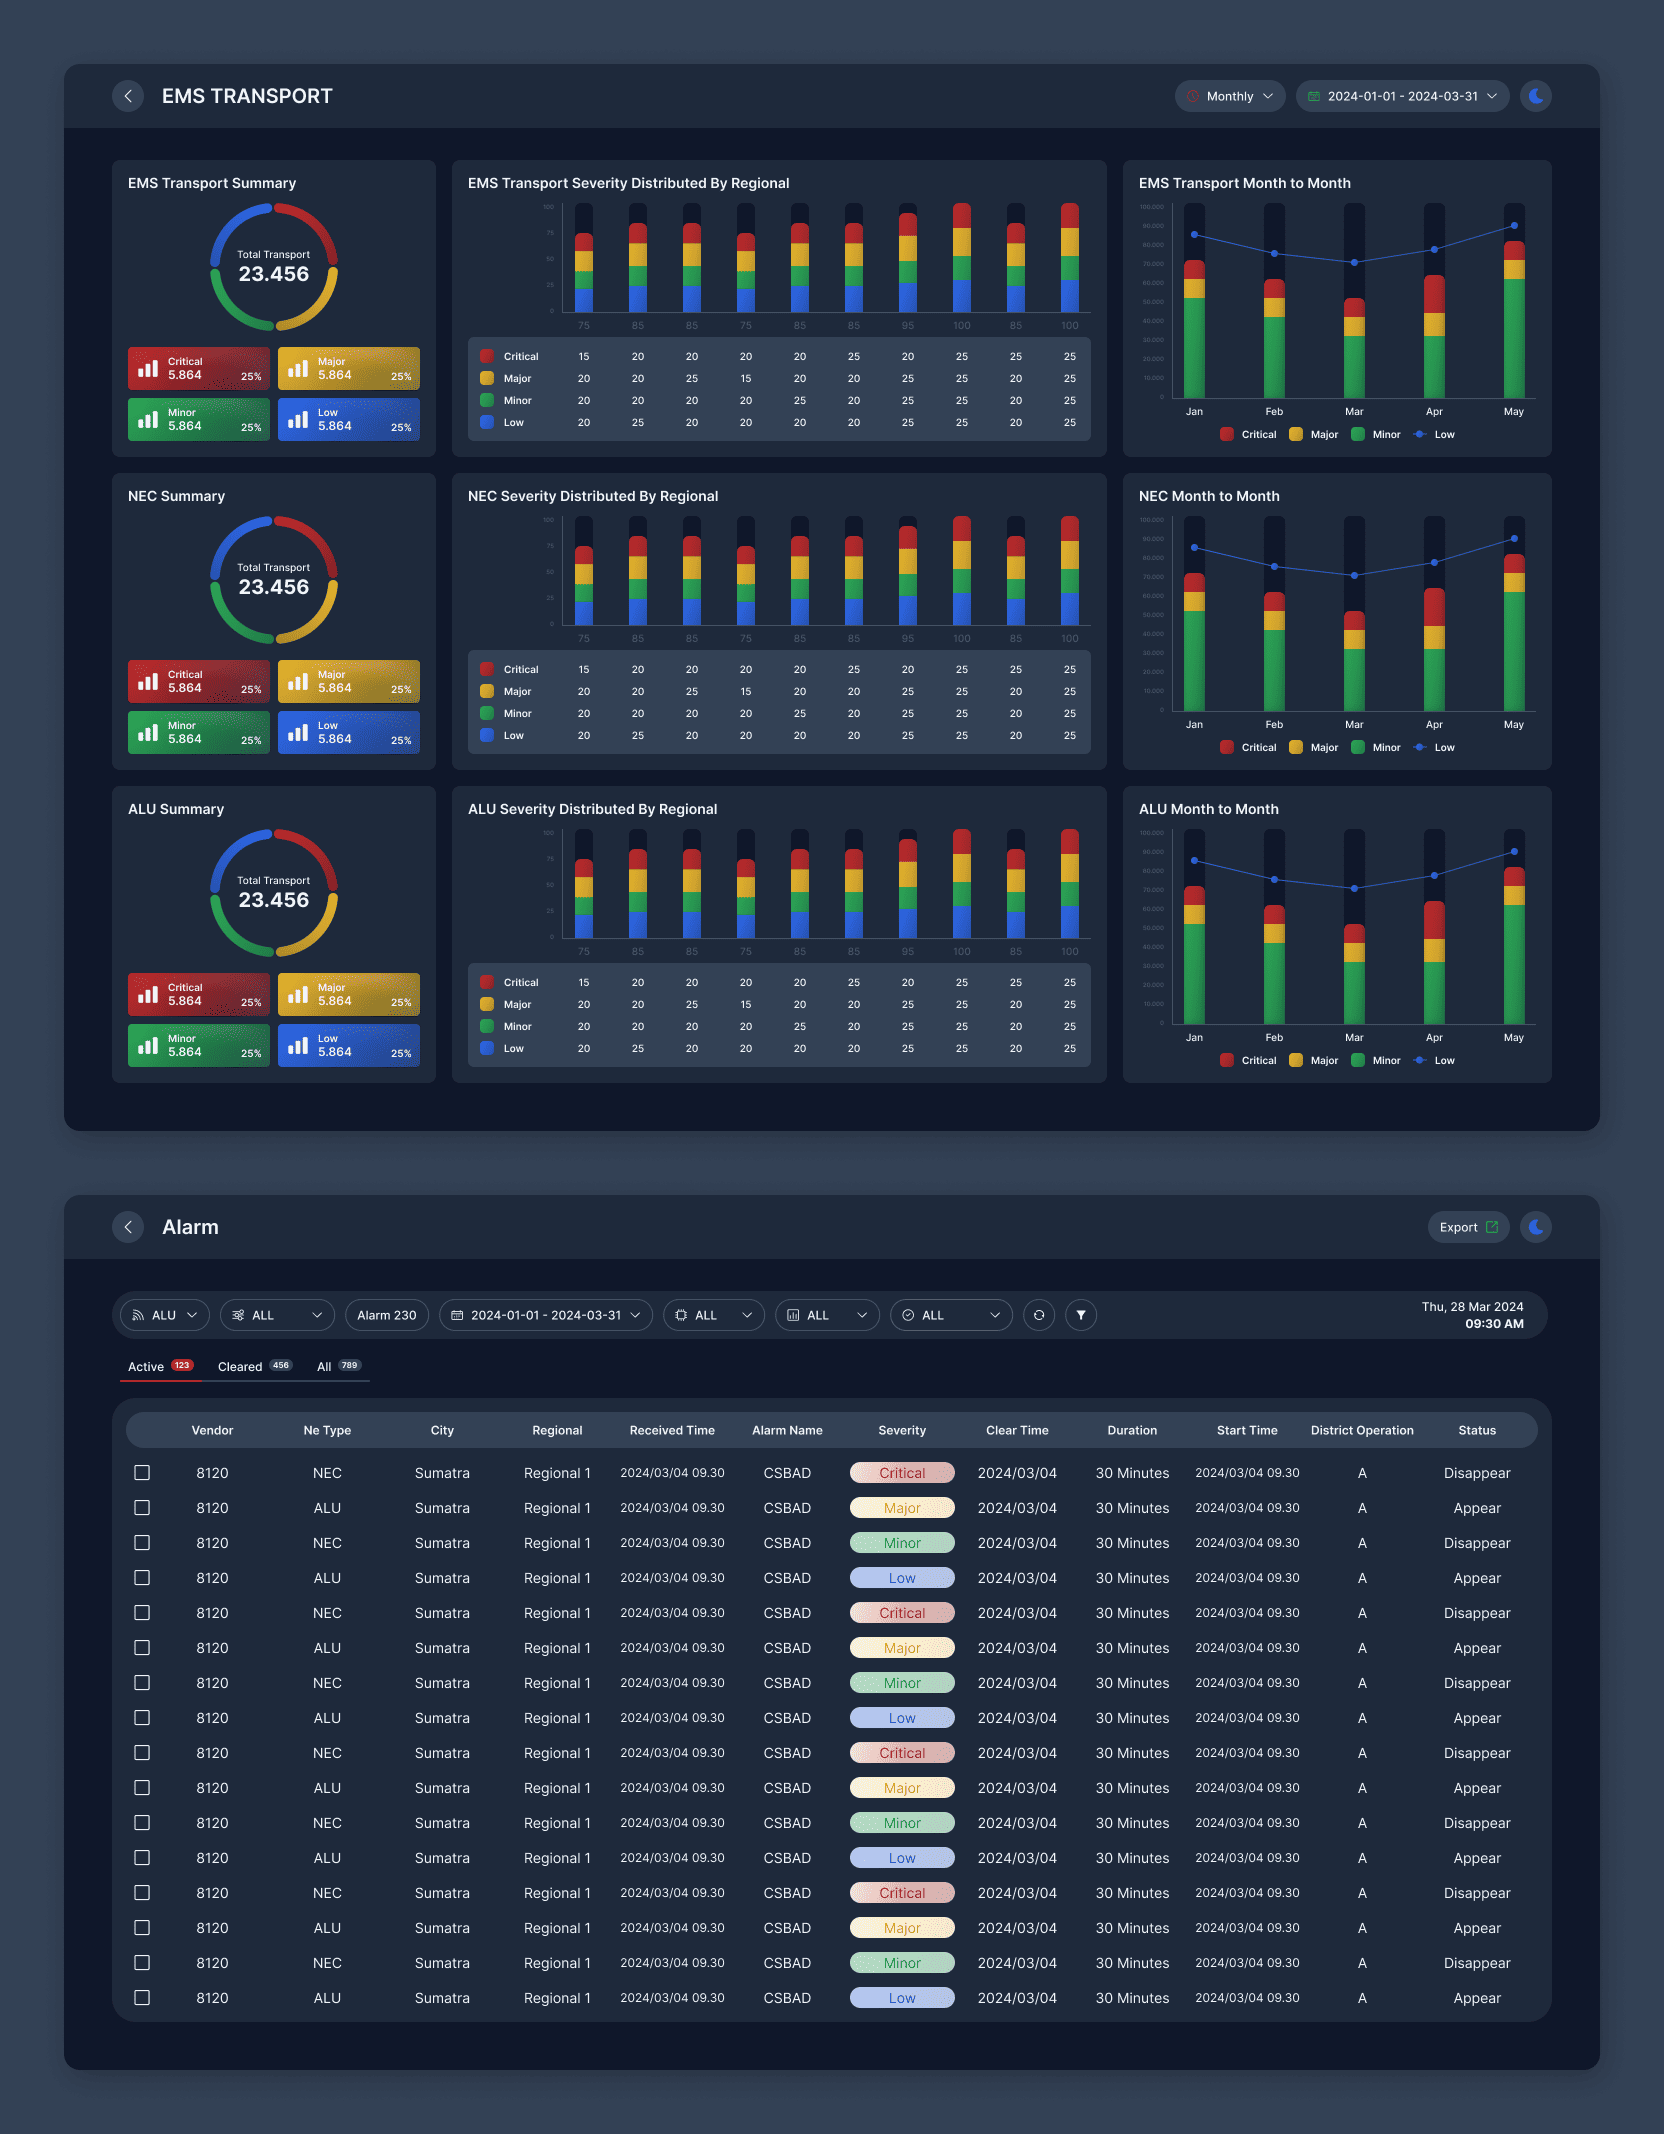 EMS TRANSPORT
Monthly
2024-01-01 - 2024-03-31
EMS Transport Summary
Total Transport
23.456
Critical
5.864
25%
Major
5.864
25%
Minor
5.864
25%
Low
5.864
25%
EMS Transport Severity Distributed By Regional
100
75
50
25
0
75 85 85 75 85 85 95 100 85 100
Critical 15 20 20 20 20 25 20 25 25 25
Major 20 20 25 15 20 20 25 25 20 25
Minor 20 20 20 20 25 20 25 25 20 25
Low 20 25 20 20 20 20 25 25 20 25
EMS Transport Month to Month
100.000
90.000
80.000
70.000
60.000
50.000
40.000
30.000
20.000
10.000
0
Jan Feb Mar Apr May
Critical Major Minor Low
NEC Summary
Total Transport
23.456
Critical
5.864
25%
Major
5.864
25%
Minor
5.864
25%
Low
5.864
25%
NEC Severity Distributed By Regional
100
75
50
25
0
75 85 85 75 85 85 95 100 85 100
Critical 15 20 20 20 20 25 20 25 25 25
Major 20 20 25 15 20 20 25 25 20 25
Minor 20 20 20 20 25 20 25 25 20 25
Low 20 25 20 20 20 20 25 25 20 25
NEC Month to Month
100.000
90.000
80.000
70.000
60.000
50.000
40.000
30.000
20.000
10.000
0
Jan Feb Mar Apr May
Critical Major Minor Low
ALU Summary
Total Transport
23.456
Critical
5.864
25%
Major
5.864
25%
Minor
5.864
25%
Low
5.864
25%
ALU Severity Distributed By Regional
100
75
50
25
0
75 85 85 75 85 85 95 100 85 100
Critical 15 20 20 20 20 25 20 25 25 25
Major 20 20 25 15 20 20 25 25 20 25
Minor 20 20 20 20 25 20 25 25 20 25
Low 20 25 20 20 20 20 25 25 20 25
ALU Month to Month
100.000
90.000
80.000
70.000
60.000
50.000
40.000
30.000
20.000
10.000
0
Jan Feb Mar Apr May
Critical Major Minor Low
Alarm
Export
ALU ALL Alarm 230 2024-01-01 - 2024-03-31 ALL ALL ALL
Thu, 28 Mar 2024
09:30 AM
Active 123 Cleared 456 All 789
Vendor Ne Type City Regional Received Time Alarm Name Severity Clear Time Duration Start Time District Operation Status
8120 NEC Sumatra Regional 1 2024/03/04 09.30 CSBAD Critical 2024/03/04 30 Minutes 2024/03/04 09.30 A Disappear
8120 ALU Sumatra Regional 1 2024/03/04 09.30 CSBAD Major 2024/03/04 30 Minutes 2024/03/04 09.30 A Appear
8120 NEC Sumatra Regional 1 2024/03/04 09.30 CSBAD Minor 2024/03/04 30 Minutes 2024/03/04 09.30 A Disappear
8120 ALU Sumatra Regional 1 2024/03/04 09.30 CSBAD Low 2024/03/04 30 Minutes 2024/03/04 09.30 A Appear
8120 NEC Sumatra Regional 1 2024/03/04 09.30 CSBAD Critical 2024/03/04 30 Minutes 2024/03/04 09.30 A Disappear
8120 ALU Sumatra Regional 1 2024/03/04 09.30 CSBAD Major 2024/03/04 30 Minutes 2024/03/04 09.30 A Appear
8120 NEC Sumatra Regional 1 2024/03/04 09.30 CSBAD Minor 2024/03/04 30 Minutes 2024/03/04 09.30 A Disappear
8120 ALU Sumatra Regional 1 2024/03/04 09.30 CSBAD Low 2024/03/04 30 Minutes 2024/03/04 09.30 A Appear
8120 NEC Sumatra Regional 1 2024/03/04 09.30 CSBAD Critical 2024/03/04 30 Minutes 2024/03/04 09.30 A Disappear
8120 ALU Sumatra Regional 1 2024/03/04 09.30 CSBAD Major 2024/03/04 30 Minutes 2024/03/04 09.30 A Appear
8120 NEC Sumatra Regional 1 2024/03/04 09.30 CSBAD Minor 2024/03/04 30 Minutes 2024/03/04 09.30 A Disappear
8120 ALU Sumatra Regional 1 2024/03/04 09.30 CSBAD Low 2024/03/04 30 Minutes 2024/03/04 09.30 A Appear
8120 NEC Sumatra Regional 1 2024/03/04 09.30 CSBAD Critical 2024/03/04 30 Minutes 2024/03/04 09.30 A Disappear
8120 ALU Sumatra Regional 1 2024/03/04 09.30 CSBAD Major 2024/03/04 30 Minutes 2024/03/04 09.30 A Appear
8120 NEC Sumatra Regional 1 2024/03/04 09.30 CSBAD Minor 2024/03/04 30 Minutes 2024/03/04 09.30 A Disappear
8120 ALU Sumatra Regional 1 2024/03/04 09.30 CSBAD Low 2024/03/04 30 Minutes 2024/03/04 09.30 A Appear